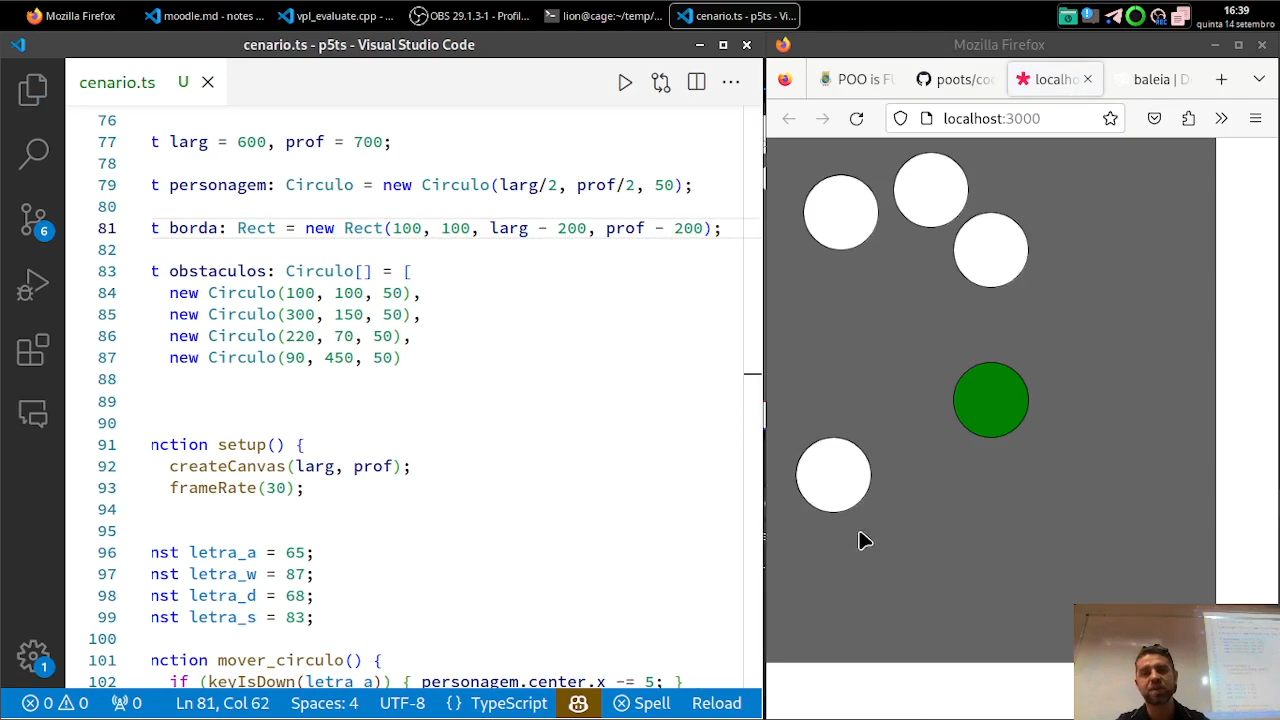 Mozilla Firefox
moodle.md - notes ...
vpl_evaluate.cpp - ...
OBS 29.1.3-1 - Profil...
lion@cage:~/temp/...
cenario.ts - p5ts - Vi...
16:39
quinta 14 setembro
cenario.ts - p5ts - Visual Studio Code
Mozilla Firefox
cenario.ts U
POO is FU
poots/coc
localho
baleia | D
localhost:3000
76
77 t larg = 600, prof = 700;
78
79 t personagem: Circulo = new Circulo(larg/2, prof/2, 50);
80
81 t borda: Rect = new Rect(100, 100, larg - 200, prof - 200);
82
83 t obstaculos: Circulo[] = [
84 new Circulo(100, 100, 50),
85 new Circulo(300, 150, 50),
86 new Circulo(220, 70, 50),
87 new Circulo(90, 450, 50)
88
89
90
91 nction setup() {
92 createCanvas(larg, prof);
93 frameRate(30);
94
95
96 nst letra_a = 65;
97 nst letra_w = 87;
98 nst letra_d = 68;
99 nst letra_s = 83;
100
101 nction mover_circulo() {
102 if (keyIsDown(letra_a)) { personagem.center.x -= 5; }
6
1
0 0 0 Ln 81, Col 62 Spaces: 4 UTF-8 {} TypeScript Spell Reload